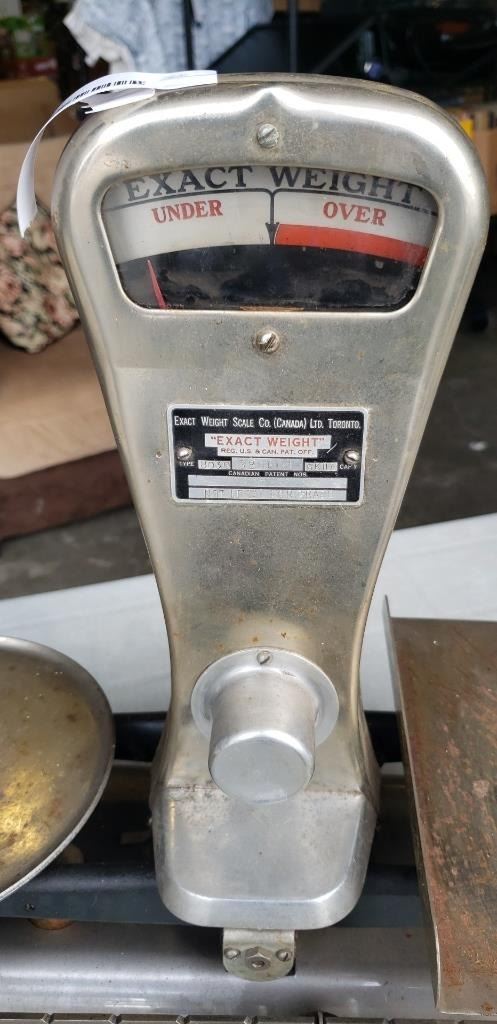 EXACT WEIGHT
UNDER OVER
EXACT WEIGHT SCALE CO. (CANADA) LTD. TORONTO.
"EXACT WEIGHT"
REG. U.S. & CAN. PAT. OFF.
TYPE CAP'Y
CANADIAN PATENT NOS.